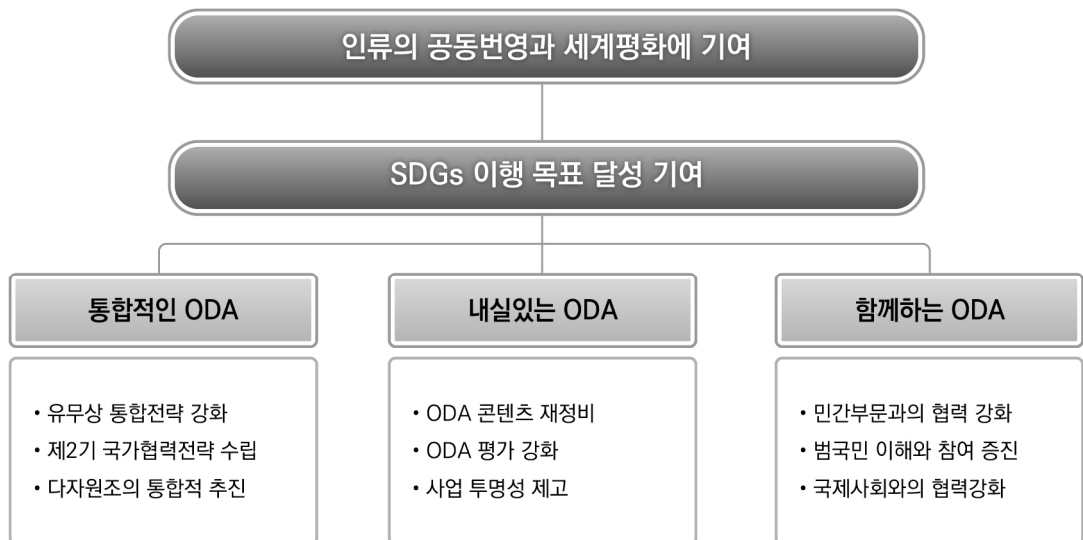 인류의 공동번영과 세계평화에 기여
SDGs 이행 목표 달성 기여
통합적인 ODA
• 유무상 통합전략 강화
• 제2기 국가협력전략 수립
• 다자원조의 통합적 추진
내실있는 ODA
• ODA 콘텐츠 재정비
• ODA 평가 강화
• 사업 투명성 제고
함께하는 ODA
• 민간부문과의 협력 강화
• 범국민 이해와 참여 증진
• 국제사회와의 협력강화